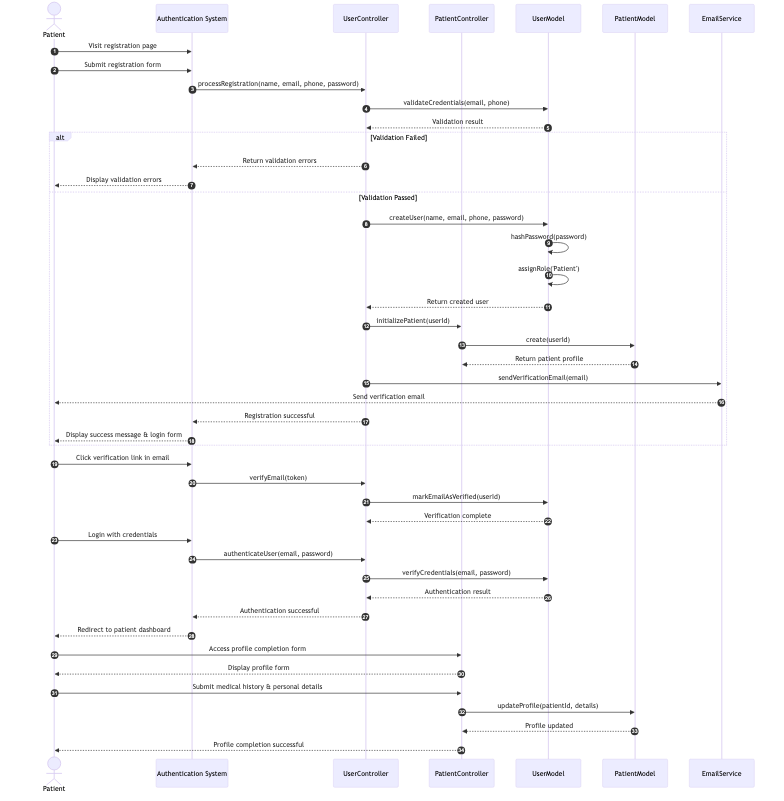 Patient
Authentication System
UserController
PatientController
UserModel
PatientModel
EmailService
1 Visit registration page
2 Submit registration form
3 processRegistration(name, email, phone, password)
4 validateCredentials(email, phone)
5 Validation result
alt
[Validation Failed]
6 Return validation errors
7 Display validation errors
[Validation Passed]
8 createUser(name, email, phone, password)
9 hashPassword(password)
10 assignRole('Patient')
11 Return created user
12 initializePatient(userId)
13 create(userId)
14 Return patient profile
15 sendVerificationEmail(email)
16 Send verification email
17 Registration successful
18 Display success message & login form
19 Click verification link in email
20 verifyEmail(token)
21 markEmailAsVerified(userId)
22 Verification complete
23 Login with credentials
24 authenticateUser(email, password)
25 verifyCredentials(email, password)
26 Authentication result
27 Authentication successful
28 Redirect to patient dashboard
29 Access profile completion form
30 Display profile form
31 Submit medical history & personal details
32 updateProfile(patientId, details)
33 Profile updated
34 Profile completion successful
Patient
Authentication System
UserController
PatientController
UserModel
PatientModel
EmailService